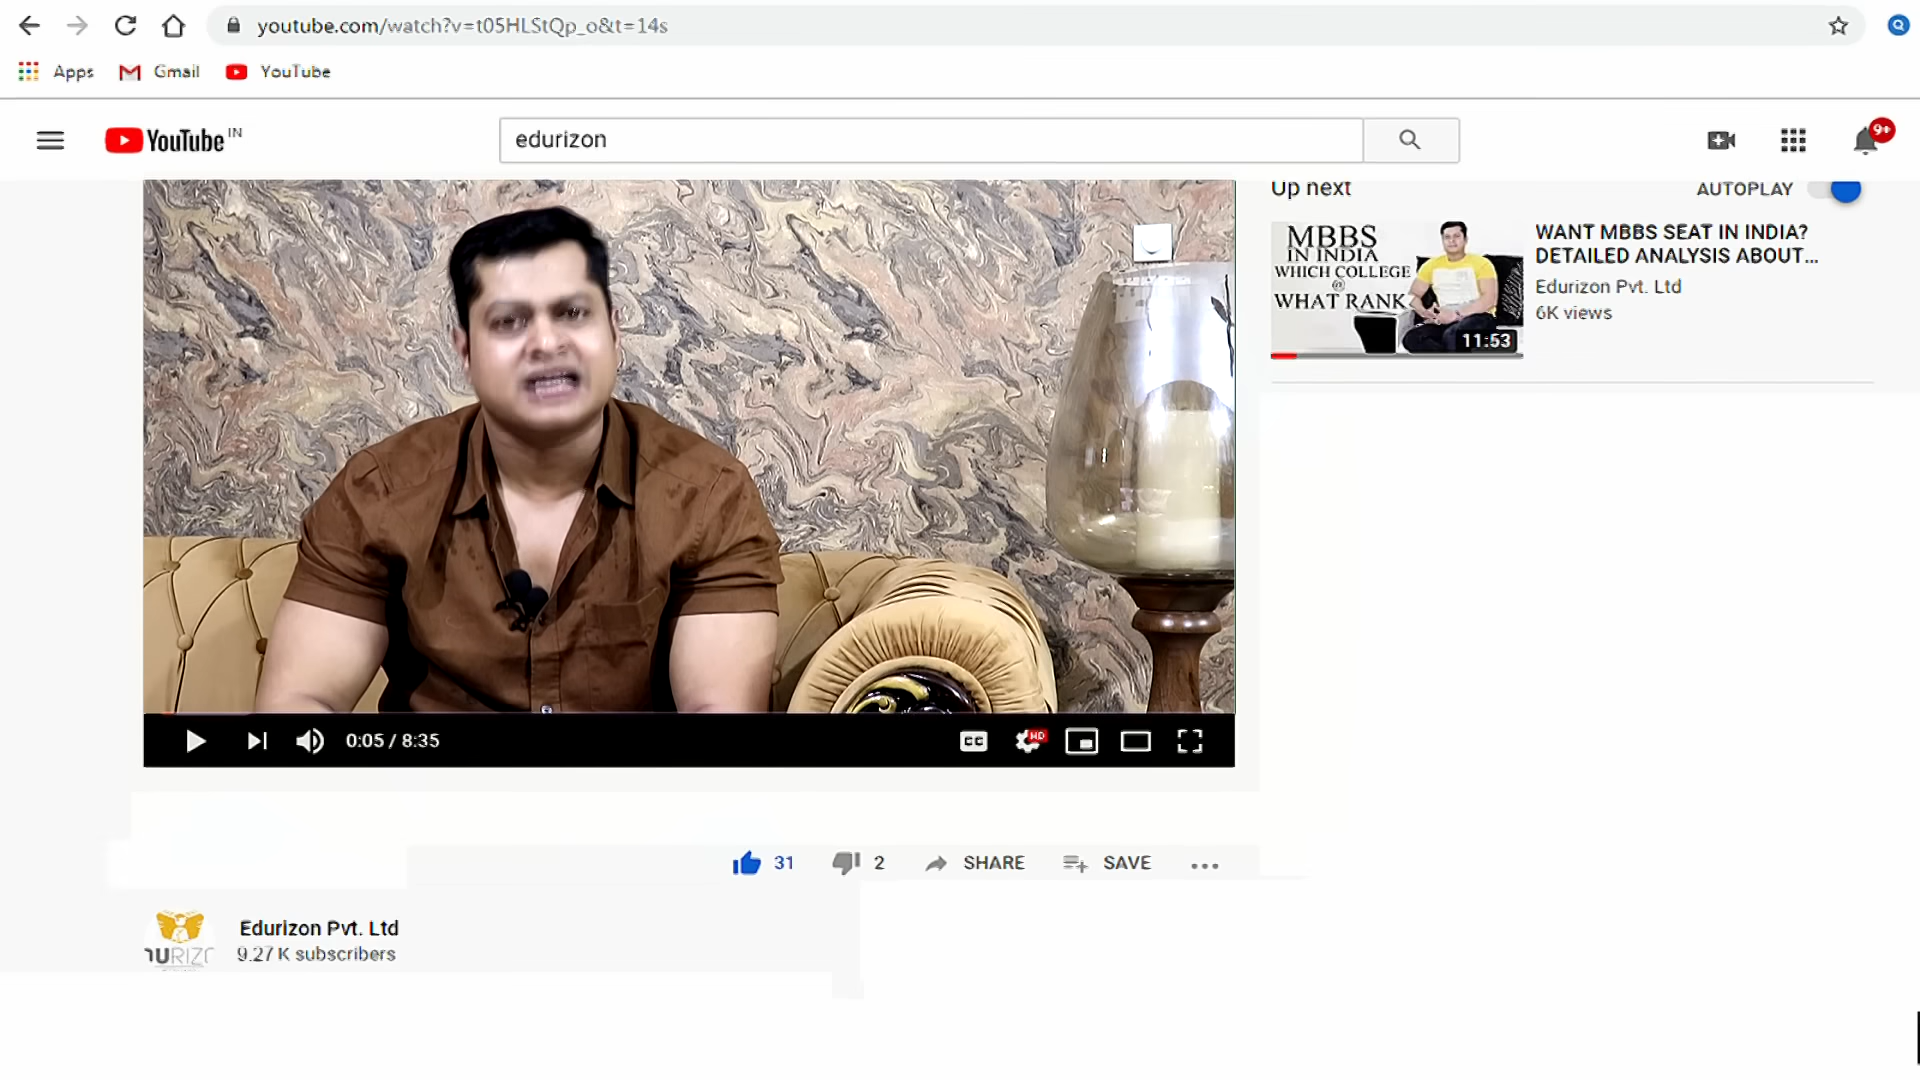 youtube.com/watch?v=t05HLStQp_o&t=14s
Apps Gmail YouTube
YouTube IN
edurizon
9+
Up next
AUTOPLAY
MBBS
IN INDIA
WHICH COLLEGE
@
WHAT RANK
11:53
WANT MBBS SEAT IN INDIA?
DETAILED ANALYSIS ABOUT...
Edurizon Pvt. Ltd
6K views
0:05 / 8:35
CC
HD
31 2 SHARE SAVE
Edurizon Pvt. Ltd
9.27 K subscribers